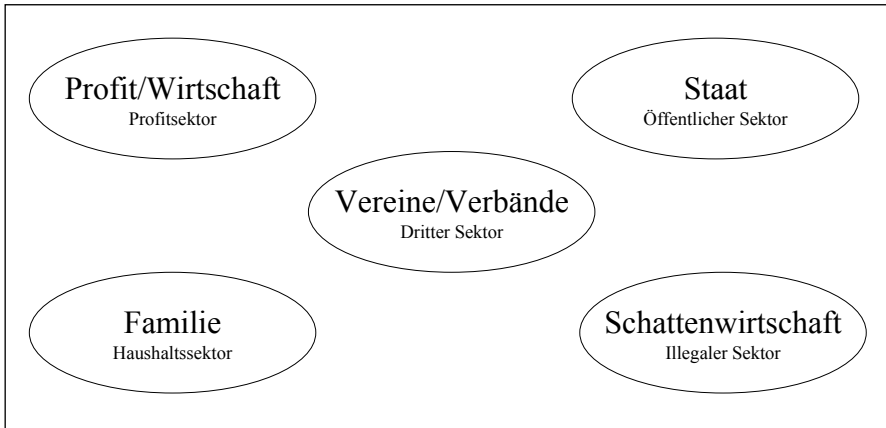 Profit/Wirtschaft
Profitsektor
Staat
Öffentlicher Sektor
Vereine/Verbände
Dritter Sektor
Familie
Haushaltssektor
Schattenwirtschaft
Illegaler Sektor